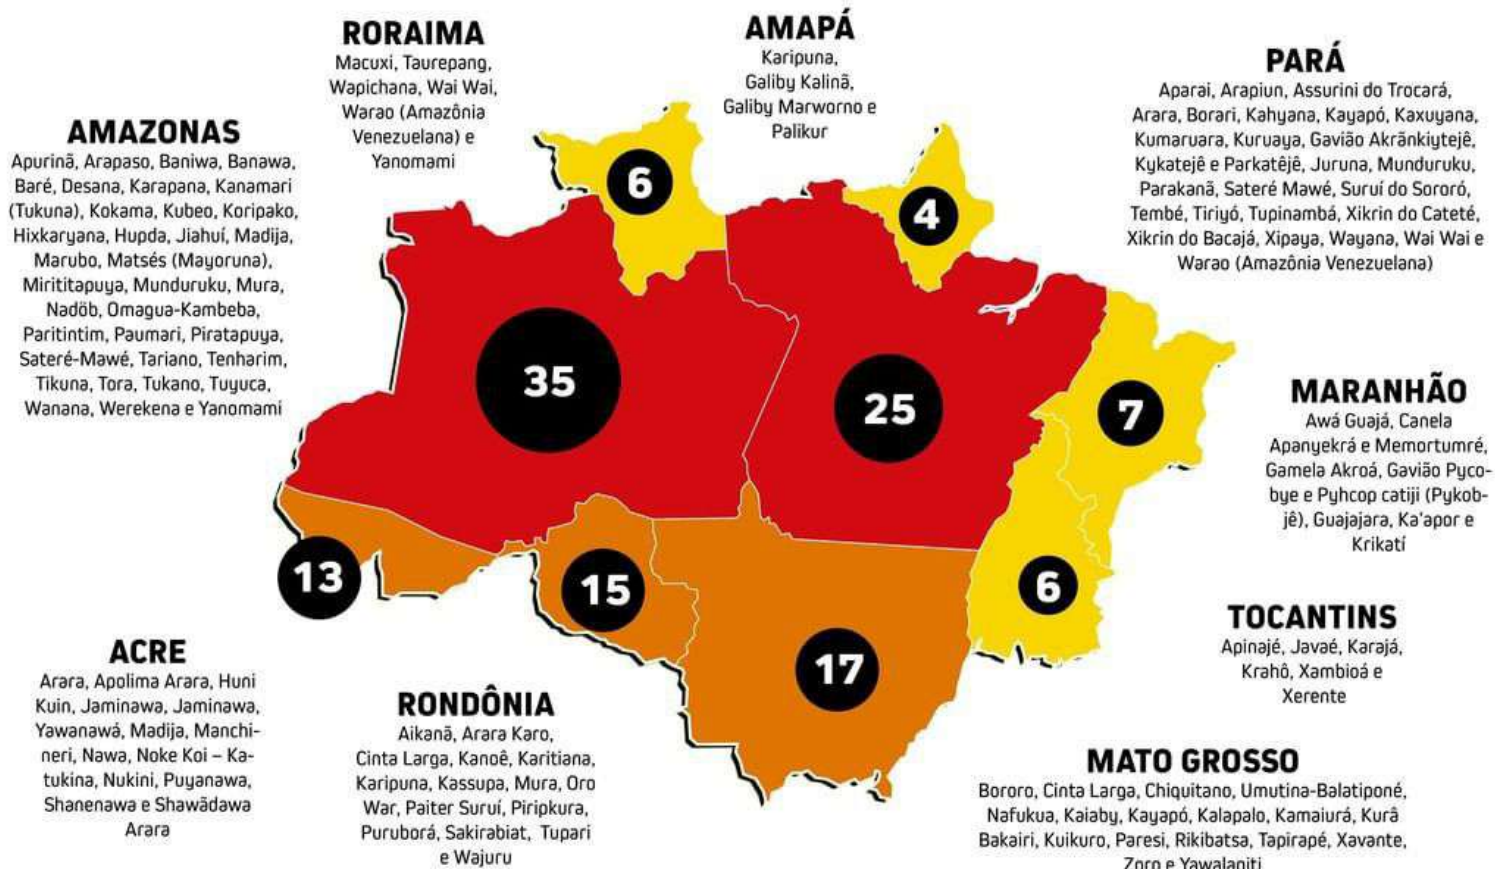 RORAIMA
Macuxi, Taurepang,
Wapichana, Wai Wai,
Warao (Amazônia
Venezuelana) e
Yanomami
AMAPÁ
Karipuna,
Galiby Kalinã,
Galiby Marworno e
Palikur
PARÁ
Aparai, Arapiun, Assurini do Trocará,
Arara, Borari, Kahyana, Kayapó, Kaxuyana,
Kumaruara, Kuruaya, Gavião Akrãnkiytejê,
Kykatejê e Parkatêjê, Juruna, Munduruku,
Parakanã, Sateré Mawé, Suruí do Sororó,
Tembé, Tiriyó, Tupinambá, Xikrin do Cateté,
Xikrin do Bacajá, Xipaya, Wayana, Wai Wai e
Warao (Amazônia Venezuelana)
AMAZONAS
Apurinã, Arapaso, Baniwa, Banawa,
Baré, Desana, Karapana, Kanamari
(Tukuna), Kokama, Kubeo, Koripako,
Hixkaryana, Hupda, Jiahuí, Madija,
Marubo, Matsés (Mayoruna),
Mirititapuya, Munduruku, Mura,
Nadöb, Omagua-Kambeba,
Paritintim, Paumari, Piratapuya,
Sateré-Mawé, Tariano, Tenharim,
Tikuna, Tora, Tukano, Tuyuca,
Wanana, Werekena e Yanomami
6
4
35
25
7
13
15
6
17
MARANHÃO
Awá Guajá, Canela
Apanyekrá e Memortumré,
Gamela Akroá, Gavião Pyco-
bye e Pyhcop catiji (Pykob-
jê), Guajajara, Ka'apor e
Krikatí
TOCANTINS
Apinajé, Javaé, Karajá,
Krahô, Xambioá e
Xerente
ACRE
Arara, Apolima Arara, Huni
Kuin, Jaminawa, Jaminawa,
Yawanawá, Madija, Manchi-
neri, Nawa, Noke Koi – Ka-
tukina, Nukini, Puyanawa,
Shanenawa e Shawãdawa
Arara
RONDÔNIA
Aikanã, Arara Karo,
Cinta Larga, Kanoê, Karitiana,
Karipuna, Kassupa, Mura, Oro
War, Paiter Suruí, Piripkura,
Puruborá, Sakirabiat, Tupari
e Wajuru
MATO GROSSO
Bororo, Cinta Larga, Chiquitano, Umutina-Balatiponé,
Nafukua, Kaiaby, Kayapó, Kalapalo, Kamaiurá, Kurâ
Bakairi, Kuikuro, Paresi, Rikibatsa, Tapirapé, Xavante,
Zoro e Yawalapiti